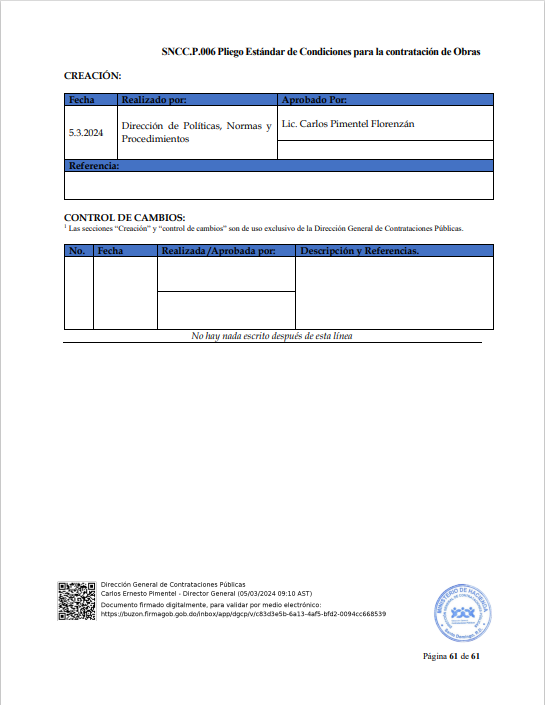 SNCC.P.006 Pliego Estándar de Condiciones para la contratación de Obras
CREACIÓN:
Fecha Realizado por: Aprobado Por:
5.3.2024
Dirección de Políticas, Normas y
Procedimientos
Lic. Carlos Pimentel Florenzán
Referencia:
CONTROL DE CAMBIOS:
¹ Las secciones “Creación” y “control de cambios” son de uso exclusivo de la Dirección General de Contrataciones Públicas.
No. Fecha Realizada /Aprobada por: Descripción y Referencias.
No hay nada escrito después de esta línea
Dirección General de Contrataciones Públicas
Carlos Ernesto Pimentel - Director General (05/03/2024 09:10 AST)
Documento firmado digitalmente, para validar por medio electrónico:
https://buzon.firmagob.gob.do/inbox/app/dgcp/v/c83d3e5b-6a13-4af5-bfd2-0094cc668539
MINISTERIO DE HACIENDA
Santo Domingo, R.D.
Página 61 de 61